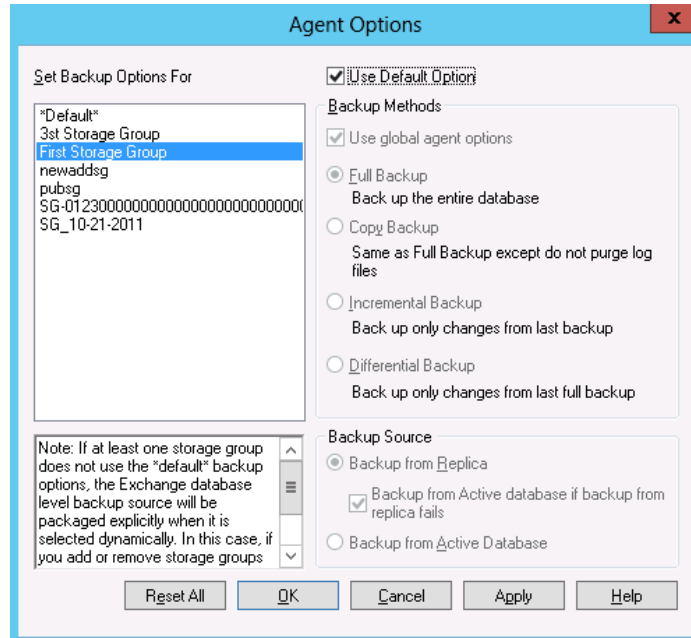 Agent Options
x
Set Backup Options For
Use Default Option
*Default*
3st Storage Group
First Storage Group
newaddsg
pubsg
SG_10-21-2011
Backup Methods
Use global agent options
Full Backup
Back up the entire database
Copy Backup
Same as Full Backup except do not purge log
files
Incremental Backup
Back up only changes from last backup
Differential Backup
Back up only changes from last full backup
Note: If at least one storage group
does not use the *default* backup
options, the Exchange database
level backup source will be
packaged explicitly when it is
selected dynamically. In this case, if
you add or remove storage groups
Backup Source
Backup from Replica
Backup from Active database if backup from
replica fails
Backup from Active Database
Reset All
OK
Cancel
Apply
Help